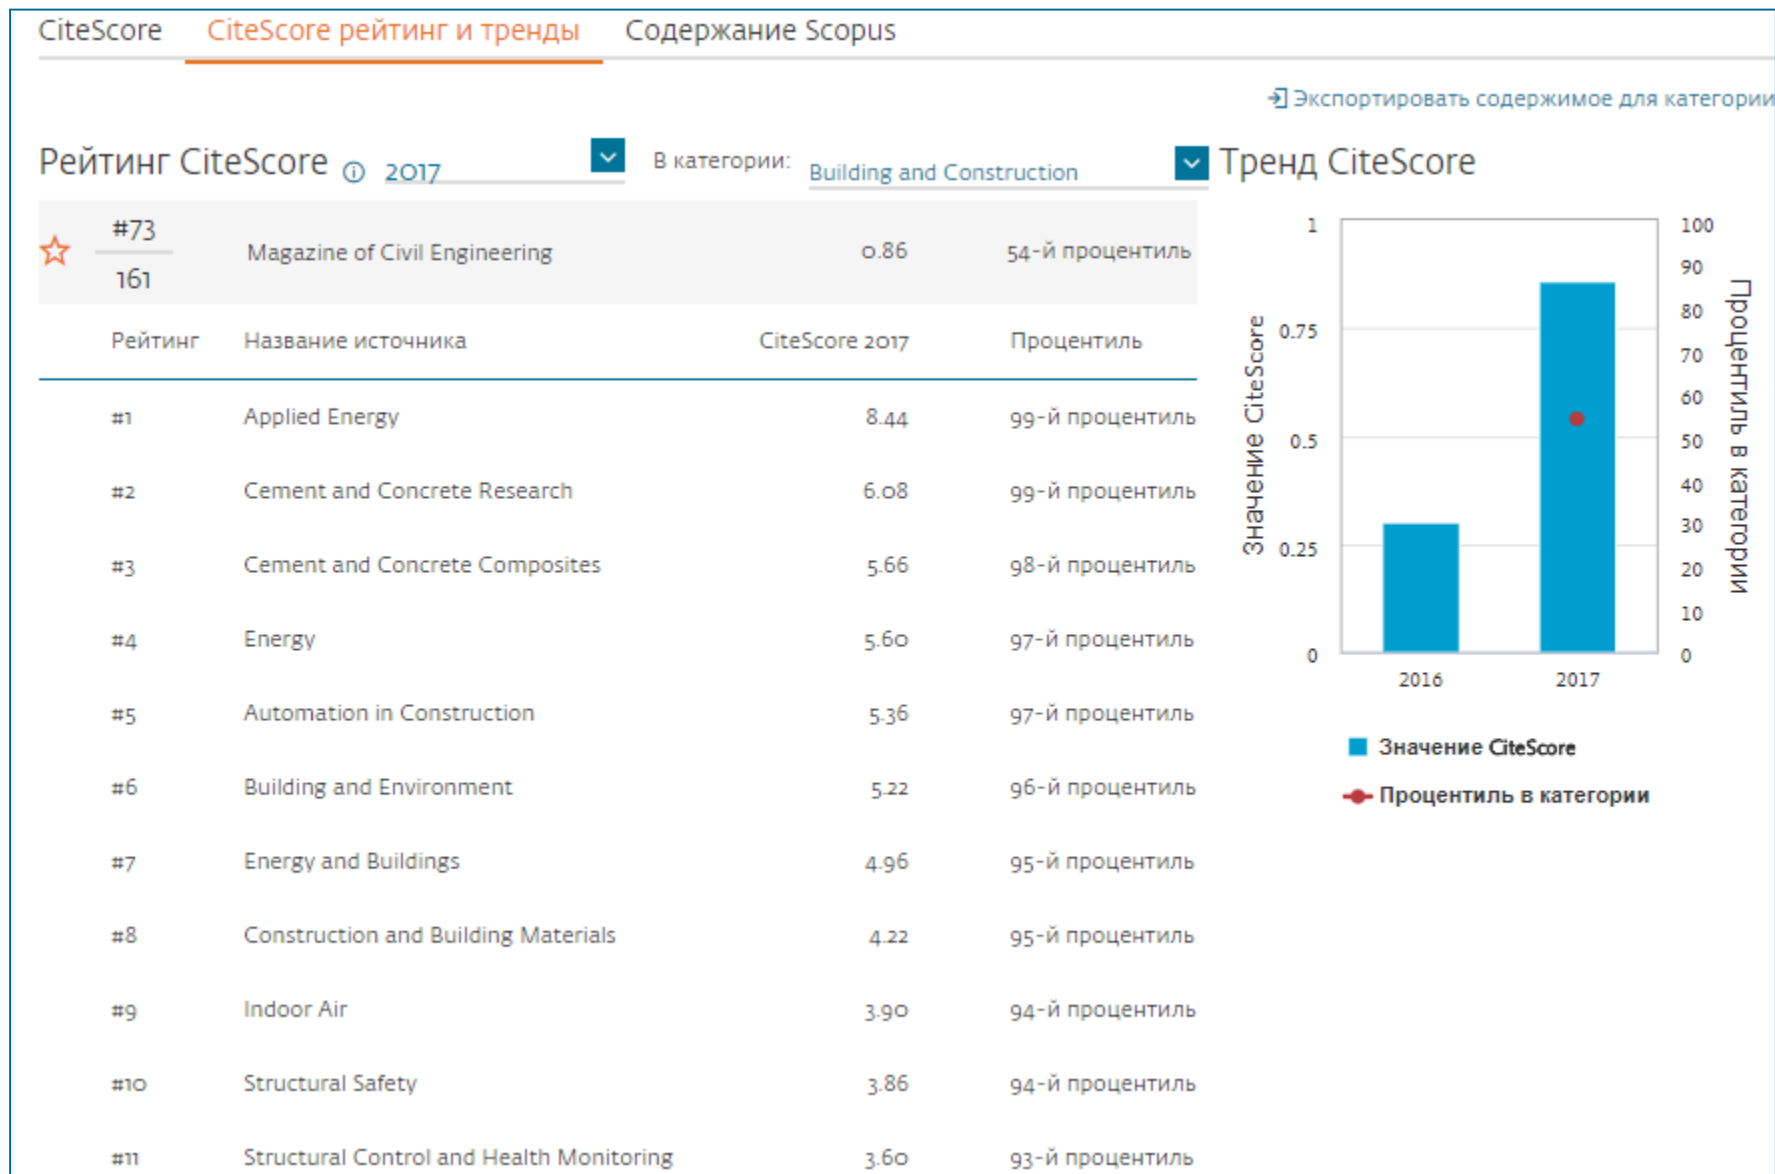 CiteScore CiteScore рейтинг и тренды Содержание Scopus
Экспортировать содержимое для категории
Рейтинг CiteScore 2017 В категории: Building and Construction
#73
161
Magazine of Civil Engineering 0.86 54-й процентиль
Рейтинг Название источника CiteScore 2017 Процентиль
#1 Applied Energy 8.44 99-й процентиль
#2 Cement and Concrete Research 6.08 99-й процентиль
#3 Cement and Concrete Composites 5.66 98-й процентиль
#4 Energy 5.60 97-й процентиль
#5 Automation in Construction 5.36 97-й процентиль
#6 Building and Environment 5.22 96-й процентиль
#7 Energy and Buildings 4.96 95-й процентиль
#8 Construction and Building Materials 4.22 95-й процентиль
#9 Indoor Air 3.90 94-й процентиль
#10 Structural Safety 3.86 94-й процентиль
#11 Structural Control and Health Monitoring 3.60 93-й процентиль
Тренд CiteScore
Значение CiteScore
1
0.75
0.5
0.25
0
100
90
80
70
60
50
40
30
20
10
0
Процентиль в категории
2016 2017
Значение CiteScore
Процентиль в категории